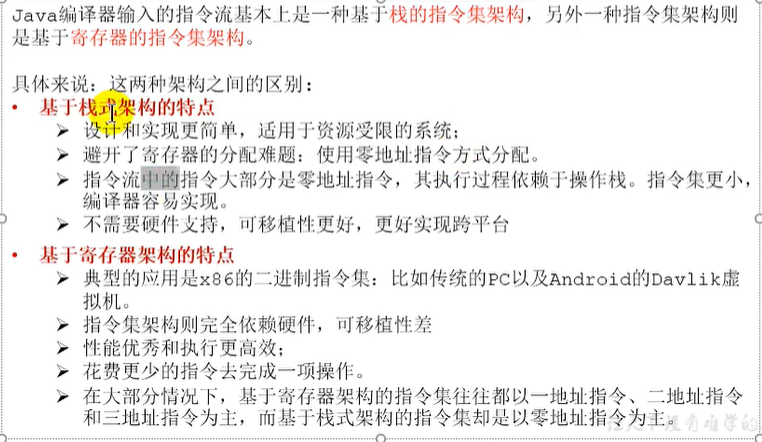 Java编译器输入的指令流基本上是一种基于栈的指令集架构，另外一种指令集架构则
是基于寄存器的指令集架构。
具体来说：这两种架构之间的区别：
• 基于栈式架构的特点
➢ 设计和实现更简单，适用于资源受限的系统；
➢ 避开了寄存器的分配难题：使用零地址指令方式分配。
➢ 指令流中的指令大部分是零地址指令，其执行过程依赖于操作栈。指令集更小，
编译器容易实现。
➢ 不需要硬件支持，可移植性更好，更好实现跨平台
• 基于寄存器架构的特点
➢ 典型的应用是x86的二进制指令集：比如传统的PC以及Android的Davlik虚
拟机。
➢ 指令集架构则完全依赖硬件，可移植性差
➢ 性能优秀和执行更高效；
➢ 花费更少的指令去完成一项操作。
➢ 在大部分情况下，基于寄存器架构的指令集往往都以一地址指令、二地址指令
和三地址指令为主，而基于栈式架构的指令集却是以零地址指令为主。
没有难学的